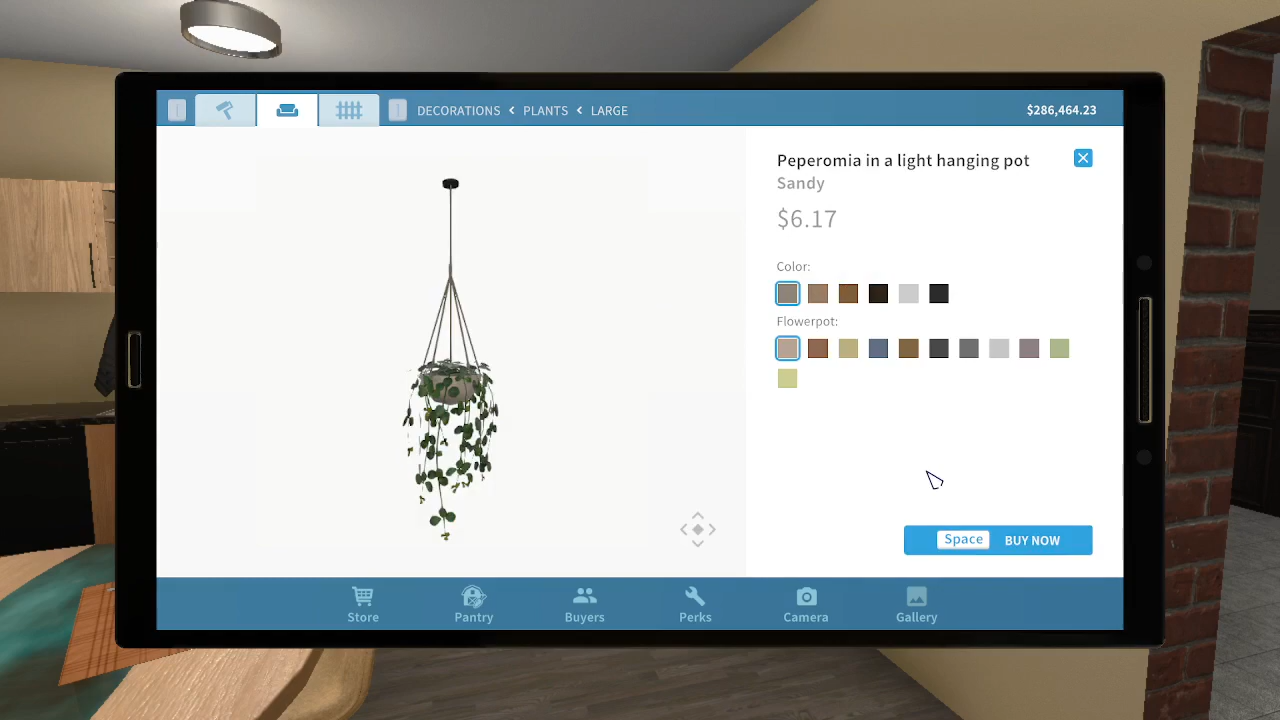 DECORATIONS < PLANTS < LARGE
$286,464.23
Peperomia in a light hanging pot
Sandy
$6.17
Color:
Flowerpot:
Space BUY NOW
Store Pantry Buyers Perks Camera Gallery